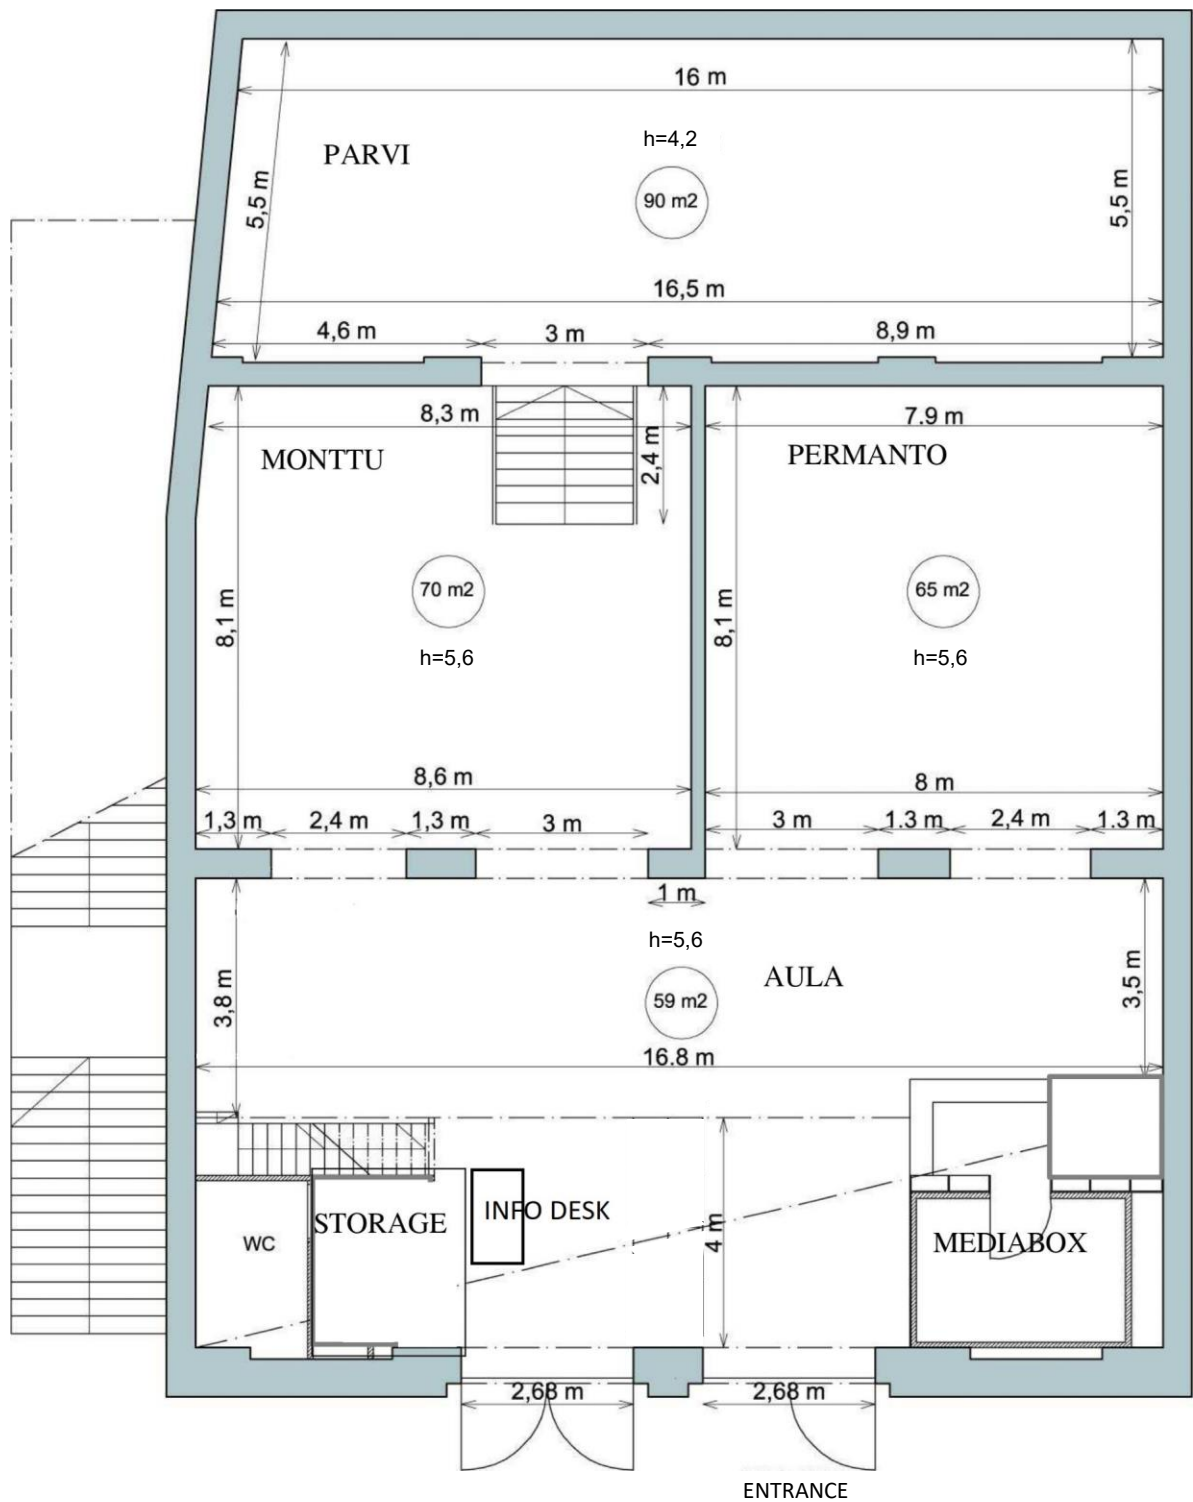 16 m
h=4,2
PARVI
90 m2
5,5 m
5,5 m
16,5 m
4,6 m
3 m
8,9 m
8,3 m
7.9 m
2,4 m
MONTTU
PERMANTO
70 m2
65 m2
8,1 m
8,1 m
h=5,6
h=5,6
8,6 m
8 m
1,3 m
2,4 m
1,3 m
3 m
3 m
1.3 m
2,4 m
1.3 m
1 m
h=5,6
AULA
3,8 m
59 m2
3,5 m
16.8 m
INFO DESK
STORAGE
WC
4 m
MEDIABOX
2,68 m
2,68 m
ENTRANCE